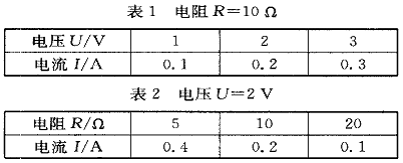 表1 电阻R=10 Ω
电压U/V 1 2 3
电流I/A 0.1 0.2 0.3
表2 电压U=2 V
电阻R/Ω 5 10 20
电流I/A 0.4 0.2 0.1